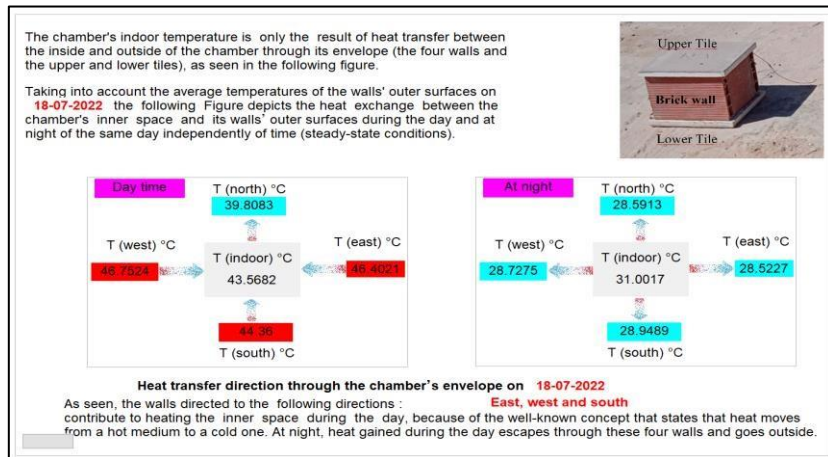 The chamber's indoor temperature is only the result of heat transfer between
the inside and outside of the chamber through its envelope (the four walls and
the upper and lower tiles), as seen in the following figure.
Taking into account the average temperatures of the walls' outer surfaces on
18-07-2022 the following Figure depicts the heat exchange between the
chamber's inner space and its walls' outer surfaces during the day and at
night of the same day independently of time (steady-state conditions).
Upper Tile
Brick wall
Lower Tile
Day time
T (north) °C
39.8083
T (west) °C
46.7524
T (indoor) °C
43.5682
T (east) °C
46.4021
44.36
T (south) °C
At night
T (north) °C
28.5913
T (west) °C
28.7275
T (indoor) °C
31.0017
T (east) °C
28.5227
28.9489
T (south) °C
Heat transfer direction through the chamber's envelope on 18-07-2022
As seen, the walls directed to the following directions : East, west and south
contribute to heating the inner space during the day, because of the well-known concept that states that heat moves
from a hot medium to a cold one. At night, heat gained during the day escapes through these four walls and goes outside.